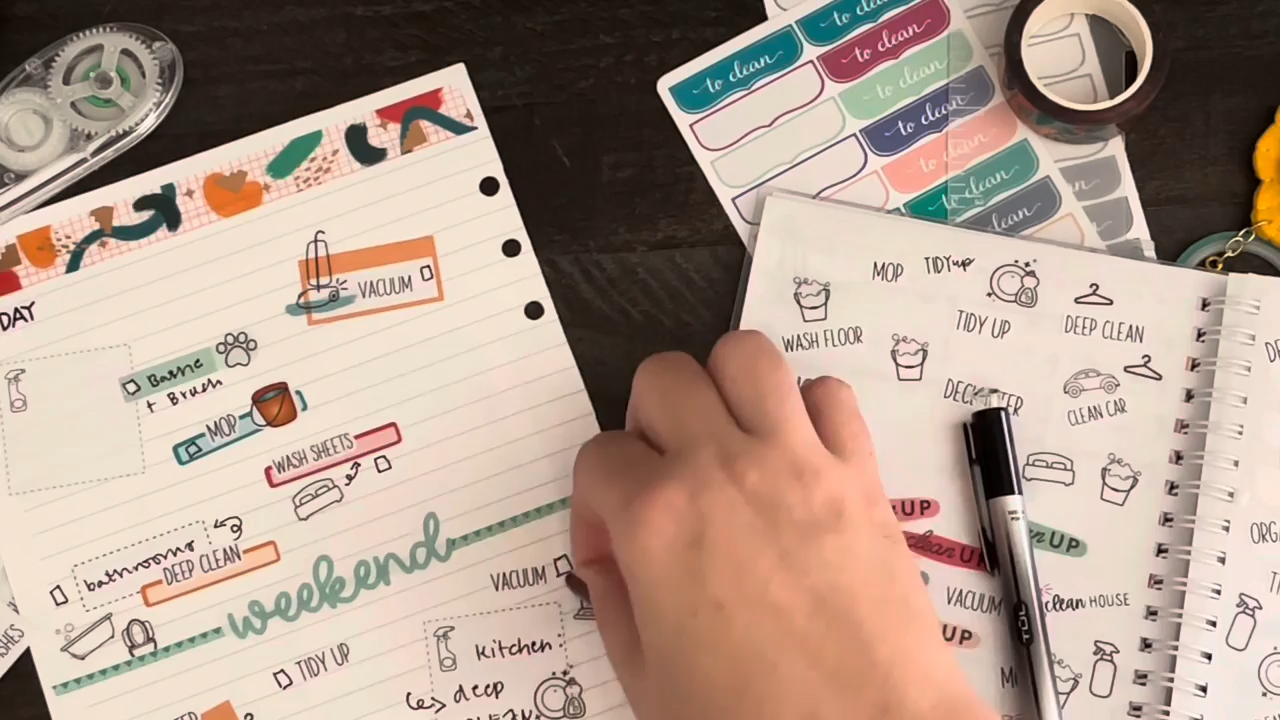 DAY
VACUUM
Bathe
+ Brush
MOP
WASH SHEETS
bathrooms
DEEP CLEAN
weekend
VACUUM
TIDY UP
kitchen
deep
to clean
to clean
to clean
to clean
to clean
to clean
to clean
clean
MOP
TIDY up
WASH FLOOR
TIDY UP
DEEP CLEAN
CLEAN CAR
UP
clean UP
UP
VACUUM
clean HOUSE
UP